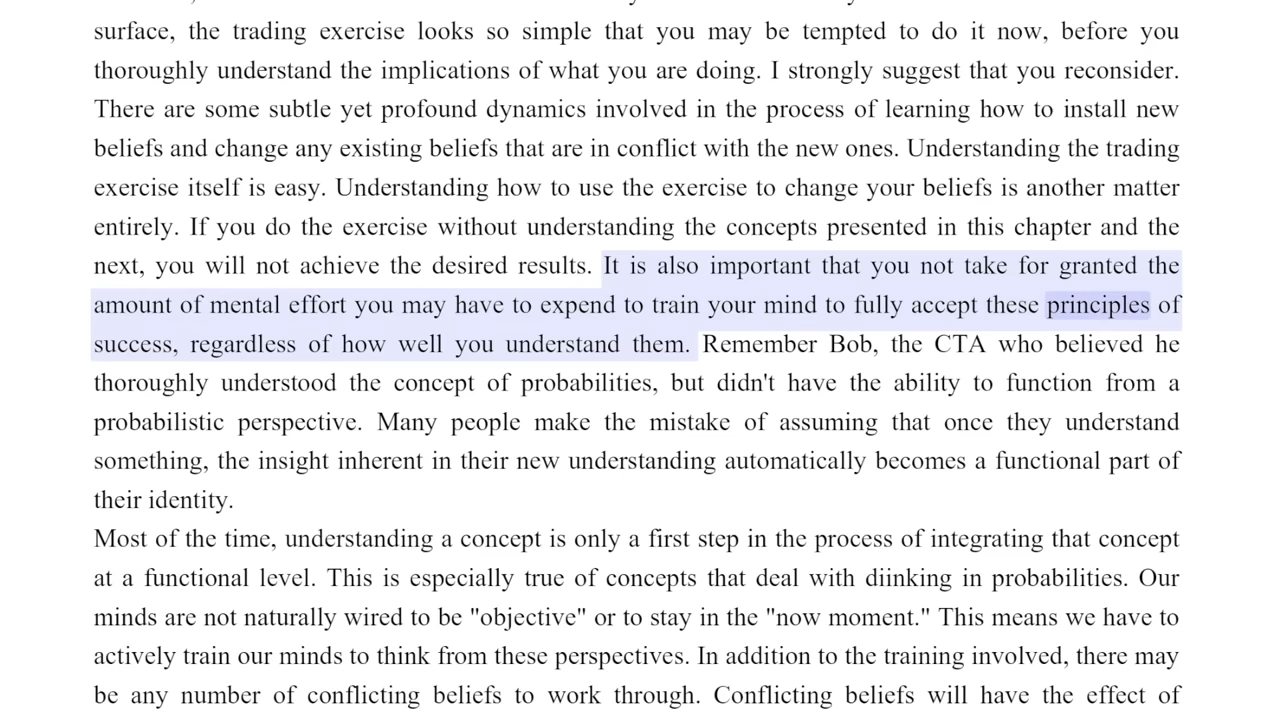 surface, the trading exercise looks so simple that you may be tempted to do it now, before you
thoroughly understand the implications of what you are doing. I strongly suggest that you reconsider.
There are some subtle yet profound dynamics involved in the process of learning how to install new
beliefs and change any existing beliefs that are in conflict with the new ones. Understanding the trading
exercise itself is easy. Understanding how to use the exercise to change your beliefs is another matter
entirely. If you do the exercise without understanding the concepts presented in this chapter and the
next, you will not achieve the desired results. It is also important that you not take for granted the
amount of mental effort you may have to expend to train your mind to fully accept these principles of
success, regardless of how well you understand them. Remember Bob, the CTA who believed he
thoroughly understood the concept of probabilities, but didn't have the ability to function from a
probabilistic perspective. Many people make the mistake of assuming that once they understand
something, the insight inherent in their new understanding automatically becomes a functional part of
their identity.
Most of the time, understanding a concept is only a first step in the process of integrating that concept
at a functional level. This is especially true of concepts that deal with diinking in probabilities. Our
minds are not naturally wired to be "objective" or to stay in the "now moment." This means we have to
actively train our minds to think from these perspectives. In addition to the training involved, there may
be any number of conflicting beliefs to work through. Conflicting beliefs will have the effect of